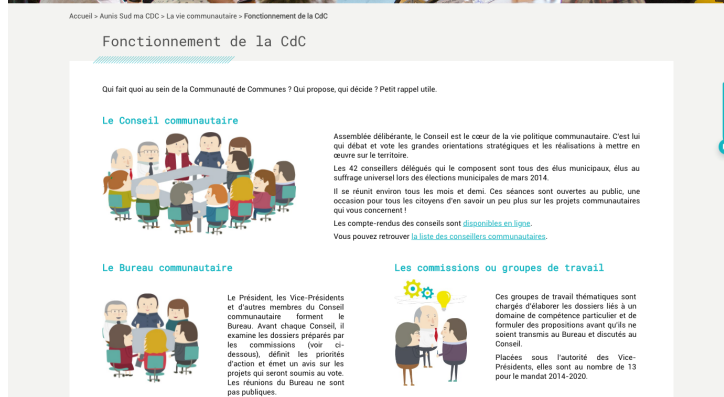 Accueil > Aunis Sud ma CDC > La vie communautaire > Fonctionnement de la CdC
Fonctionnement de la CdC
Qui fait quoi au sein de la Communauté de Communes ? Qui propose, qui décide ? Petit rappel utile.
Le Conseil communautaire
Assemblée délibérante, le Conseil est le cœur de la vie politique communautaire. C'est lui
qui débat et vote les grandes orientations stratégiques et les réalisations à mettre en
œuvre sur le territoire.
Les 42 conseillers délégués qui le composent sont tous des élus municipaux, élus au
suffrage universel lors des élections municipales de mars 2014.
Il se réunit environ tous les mois et demi. Ces séances sont ouvertes au public, une
occasion pour tous les citoyens d'en savoir un peu plus sur les projets communautaires
qui vous concernent !
Les compte-rendus des conseils sont disponibles en ligne.
Vous pouvez retrouver la liste des conseillers communautaires.
Le Bureau communautaire
Le Président, les Vice-Présidents
et d'autres membres du Conseil
communautaire forment le
Bureau. Avant chaque Conseil, il
examine les dossiers préparés par
les commissions (voir ci-
dessous), définit les priorités
d'action et émet un avis sur les
projets qui seront soumis au vote.
Les réunions du Bureau ne sont
pas publiques.
Les commissions ou groupes de travail
Ces groupes de travail thématiques sont
chargés d'élaborer les dossiers liés à un
domaine de compétence particulier et de
formuler des propositions avant qu'ils ne
soient transmis au Bureau et discutés au
Conseil.
Placées sous l'autorité des Vice-
Présidents, elles sont au nombre de 13
pour le mandat 2014-2020.